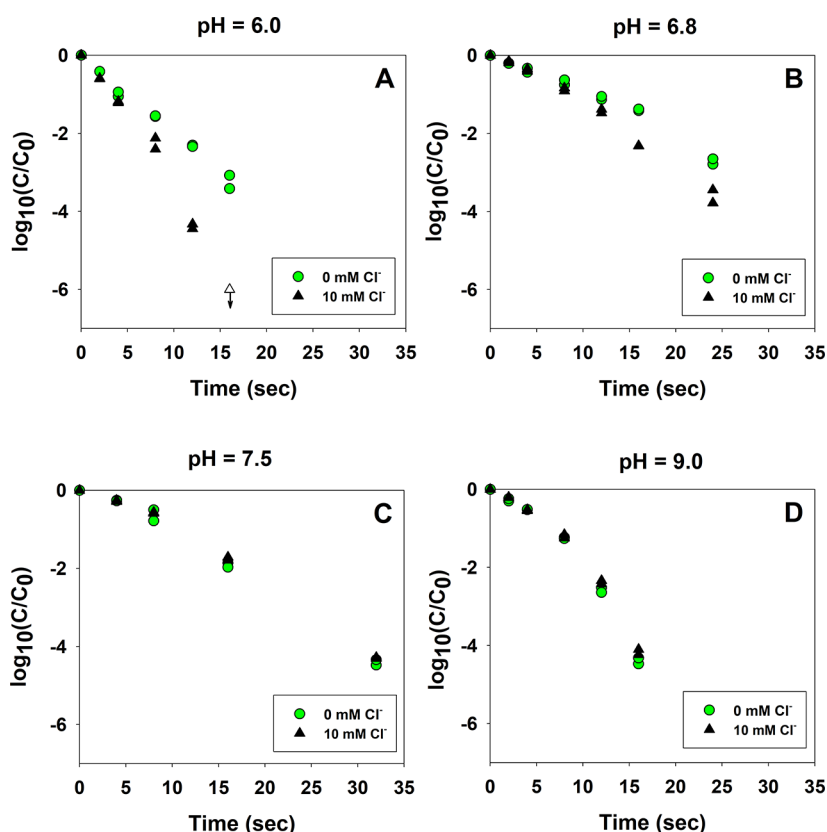 pH = 6.0
A
log₁₀(C/C₀)
0
-2
-4
-6
0 mM Cl⁻
10 mM Cl⁻
0 5 10 15 20 25 30 35
Time (sec)
pH = 6.8
B
log₁₀(C/C₀)
0
-2
-4
-6
0 mM Cl⁻
10 mM Cl⁻
0 5 10 15 20 25 30 35
Time (sec)
pH = 7.5
C
log₁₀(C/C₀)
0
-2
-4
-6
0 mM Cl⁻
10 mM Cl⁻
0 5 10 15 20 25 30 35
Time (sec)
pH = 9.0
D
log₁₀(C/C₀)
0
-2
-4
-6
0 mM Cl⁻
10 mM Cl⁻
0 5 10 15 20 25 30 35
Time (sec)